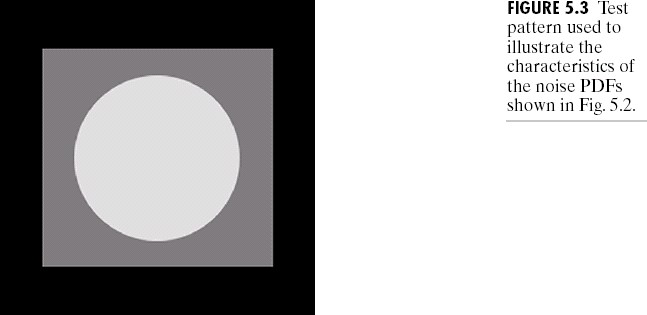 FIGURE 5.3 Test
pattern used to
illustrate the
characteristics of
the noise PDFs
shown in Fig. 5.2.